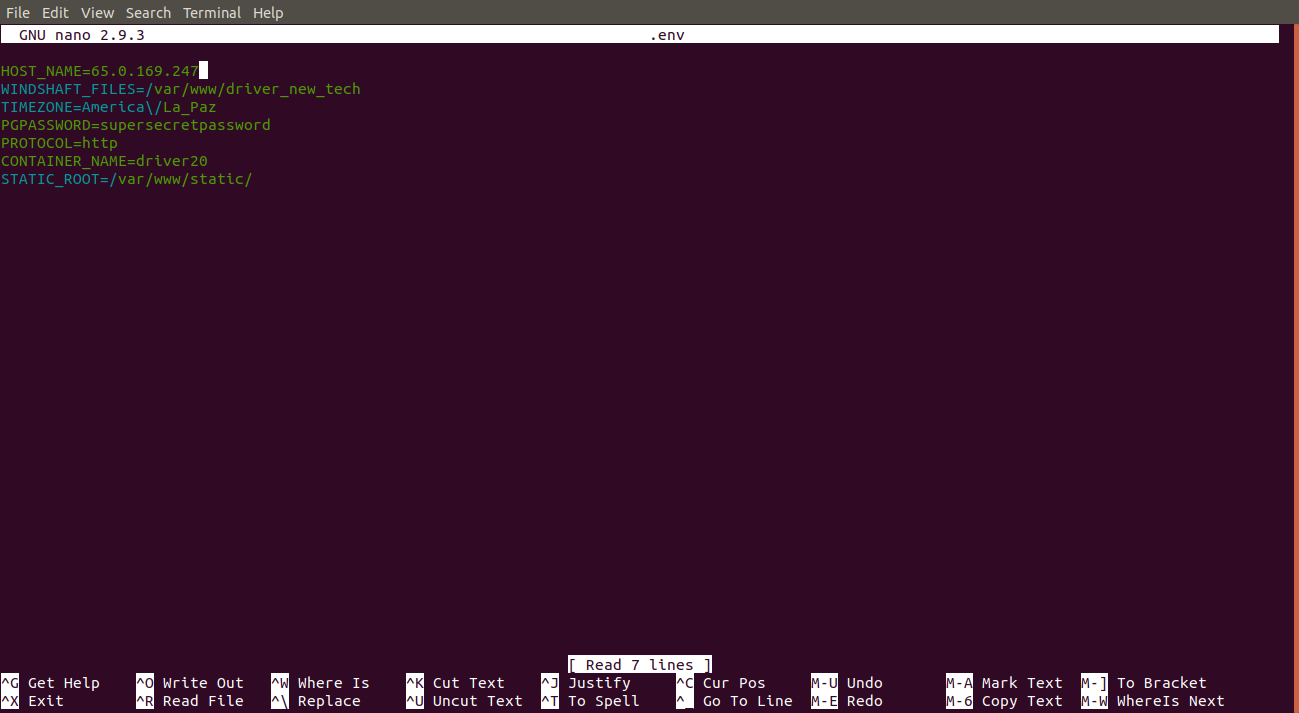 File Edit View Search Terminal Help
GNU nano 2.9.3 .env
HOST_NAME=65.0.169.247
WINDSHAFT_FILES=/var/www/driver_new_tech
TIMEZONE=America\/La_Paz
PGPASSWORD=supersecretpassword
PROTOCOL=http
CONTAINER_NAME=driver20
STATIC_ROOT=/var/www/static/
[ Read 7 lines ]
^G Get Help ^O Write Out ^W Where Is ^K Cut Text ^J Justify ^C Cur Pos M-U Undo M-A Mark Text M-] To Bracket
^X Exit ^R Read File ^\ Replace ^U Uncut Text ^T To Spell ^_ Go To Line M-E Redo M-6 Copy Text M-W WhereIs Next